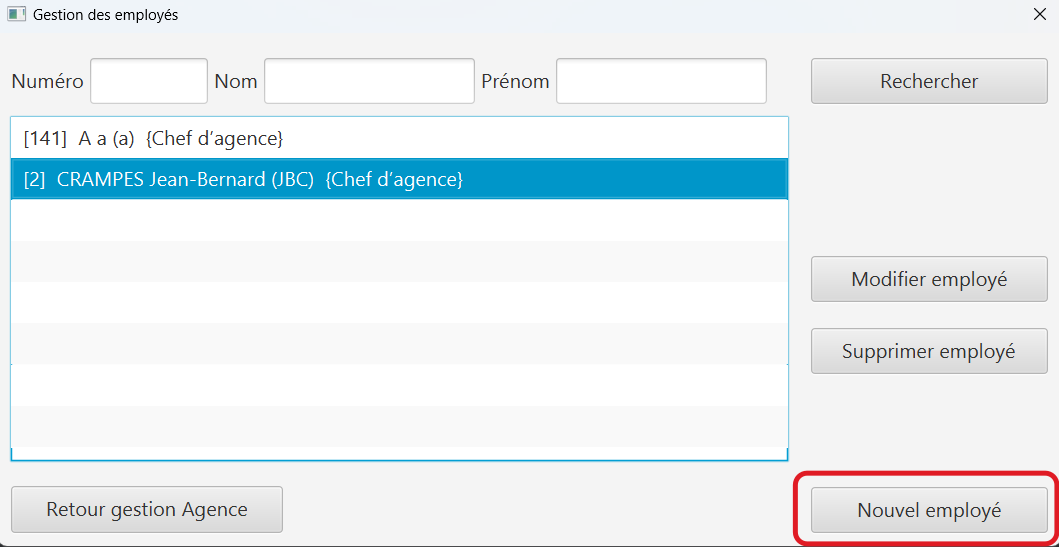 Gestion des employés
Numéro Nom Prénom Rechercher
[141] A a (a) {Chef d’agence}
[2] CRAMPES Jean-Bernard (JBC) {Chef d’agence}
Modifier employé
Supprimer employé
Retour gestion Agence Nouvel employé